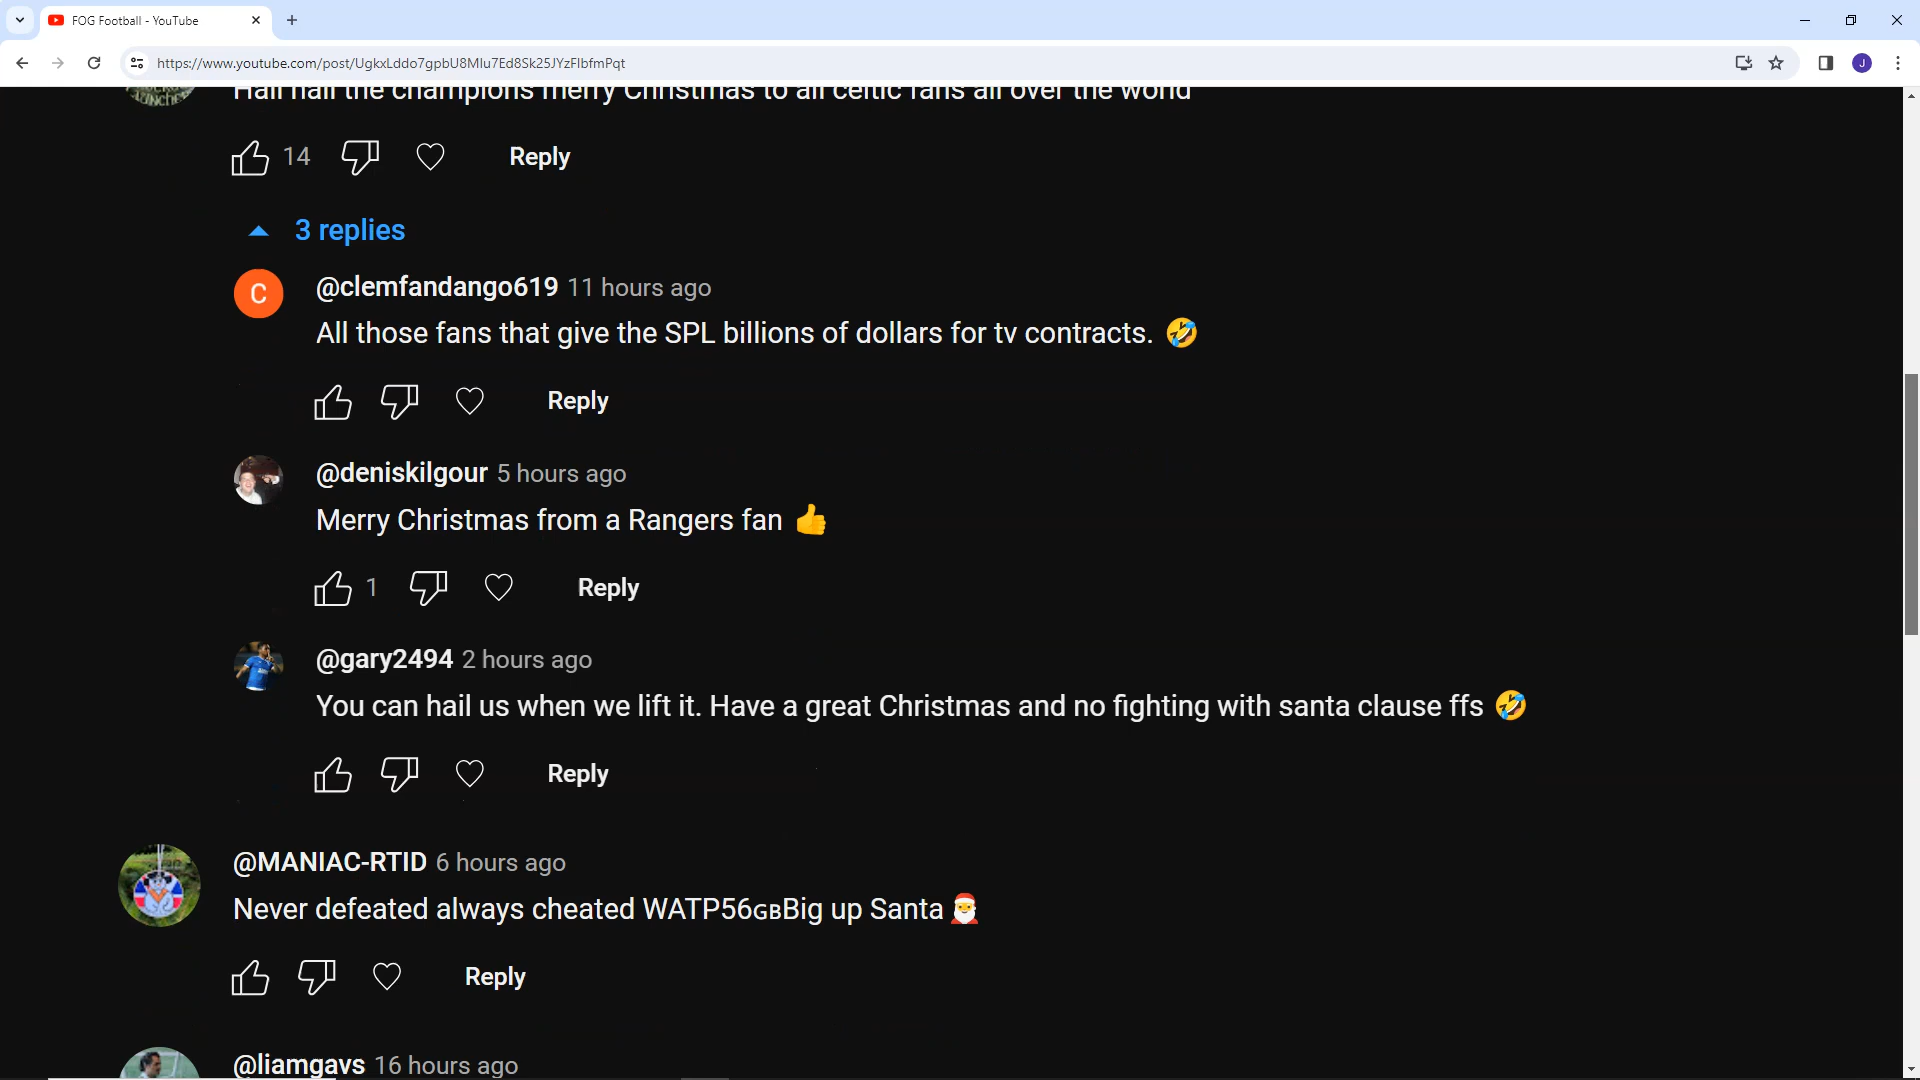 FOG Football - YouTube
https://www.youtube.com/post/UgkxLddo7gpbU8Mlu7Ed8Sk25JYzFlbfmPqt
J
Hail hail the champions merry Christmas to all celtic fans all over the world
14 Reply
3 replies
C
@clemfandango619 11 hours ago
All those fans that give the SPL billions of dollars for tv contracts. 🤣
Reply
@deniskilgour 5 hours ago
Merry Christmas from a Rangers fan 👍
1 Reply
@gary2494 2 hours ago
You can hail us when we lift it. Have a great Christmas and no fighting with santa clause ffs 🤣
Reply
@MANIAC-RTID 6 hours ago
Never defeated always cheated WATP56🇬🇧Big up Santa🎅
Reply
@liamgavs 16 hours ago